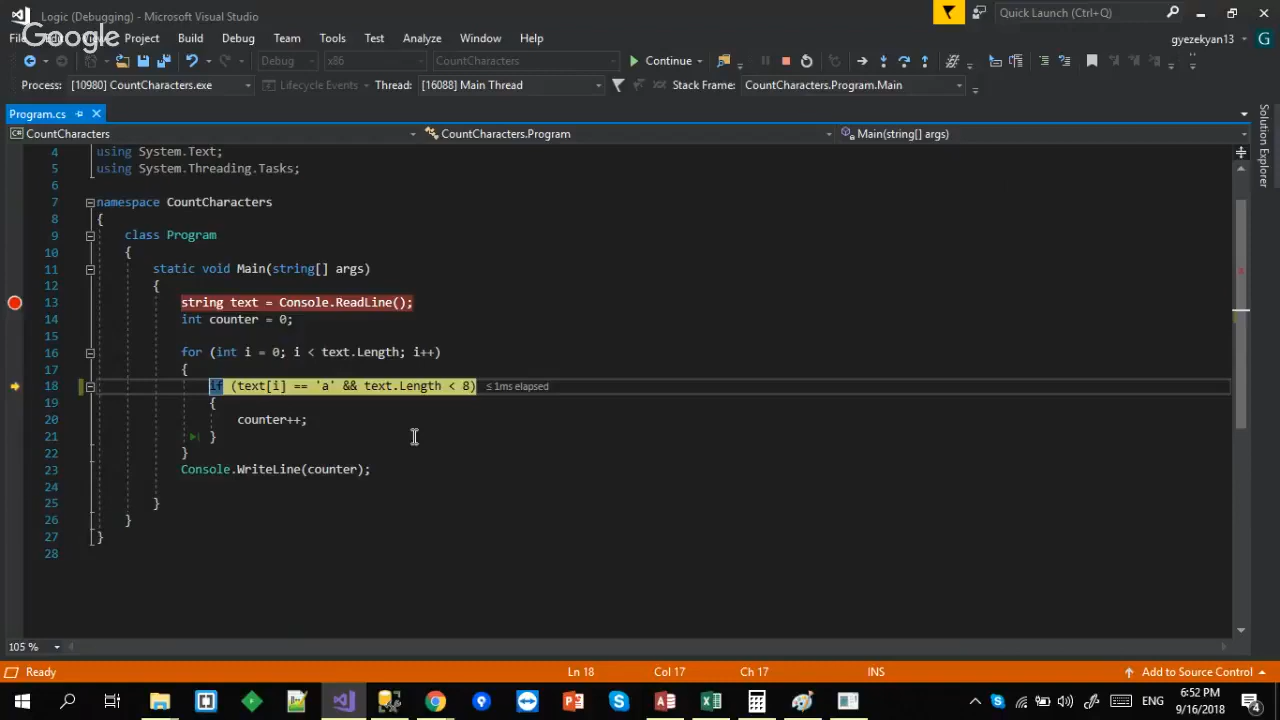 Logic (Debugging) - Microsoft Visual Studio
Quick Launch (Ctrl+Q)
Google
Project Build Debug Team Tools Test Analyze Window Help
gyezekyan13 G
Debug x86 CountCharacters Continue
Process: [10980] CountCharacters.exe Lifecycle Events Thread: [16088] Main Thread Stack Frame: CountCharacters.Program.Main
Program.cs
C# CountCharacters CountCharacters.Program Main(string[] args)
Solution Explorer
4 using System.Text;
5 using System.Threading.Tasks;
6
7 namespace CountCharacters
8 {
9 class Program
10 {
11 static void Main(string[] args)
12 {
13 string text = Console.ReadLine();
14 int counter = 0;
15
16 for (int i = 0; i < text.Length; i++)
17 {
18 if (text[i] == 'a' && text.Length < 8) ≤ 1ms elapsed
19 {
20 counter++;
21 }
22 }
23 Console.WriteLine(counter);
24
25 }
26 }
27 }
28
105 %
Ready Ln 18 Col 17 Ch 17 INS Add to Source Control
ENG 6:52 PM
9/16/2018 4